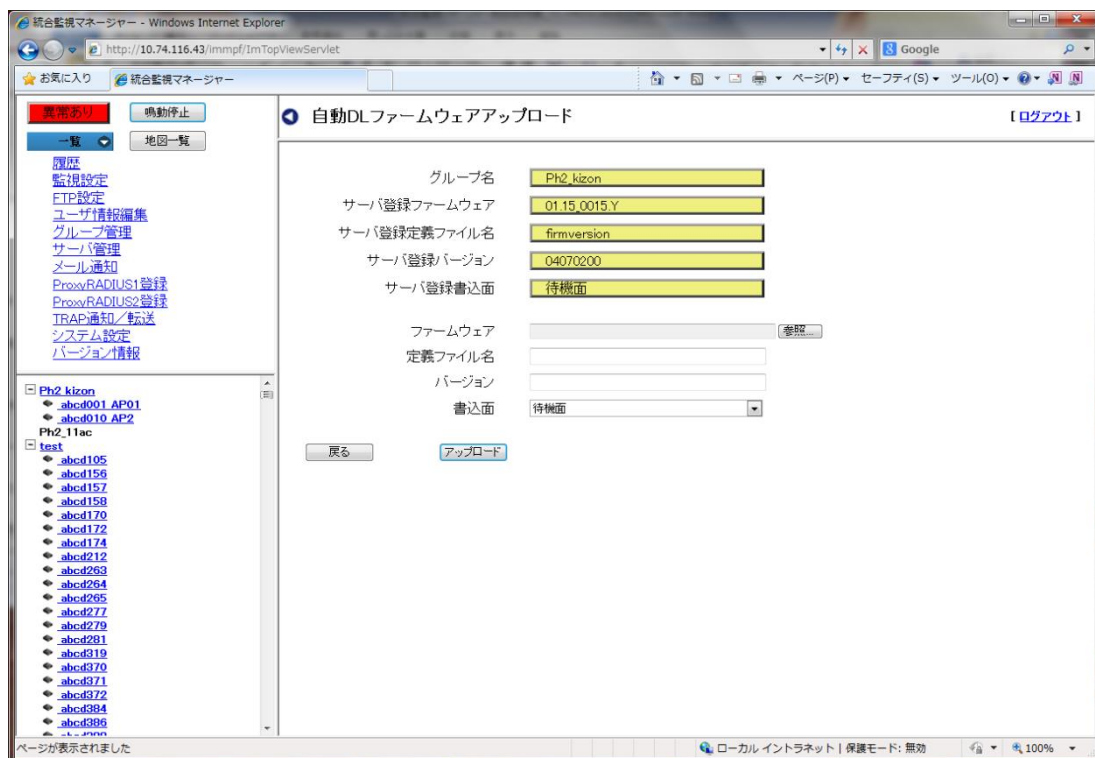 統合監視マネージャー - Windows Internet Explorer
http://10.74.116.43/immpf/ImTopViewServlet
Google
お気に入り
統合監視マネージャー
ページ(P)
セーフティ(S)
ツール(O)
異常あり
鳴動停止
一覧
地図一覧
履歴
監視設定
FTP設定
ユーザ情報編集
グループ管理
サーバ管理
メール通知
ProxyRADIUS1登録
ProxyRADIUS2登録
TRAP通知/転送
システム設定
バージョン情報
Ph2_kizon
abcd001_AP01
abcd010_AP2
Ph2_11ac
test
abcd105
abcd156
abcd157
abcd158
abcd170
abcd172
abcd174
abcd212
abcd263
abcd264
abcd265
abcd277
abcd279
abcd281
abcd319
abcd370
abcd371
abcd372
abcd384
abcd386
自動DLファームウェアアップロード
[ログアウト]
グループ名 Ph2_kizon
サーバ登録ファームウェア 01.15_0015.Y
サーバ登録定義ファイル名 firmversion
サーバ登録バージョン 04070200
サーバ登録書込面 待機面
ファームウェア 参照...
定義ファイル名
バージョン
書込面 待機面
戻る アップロード
ページが表示されました
ローカル イントラネット | 保護モード: 無効
100%